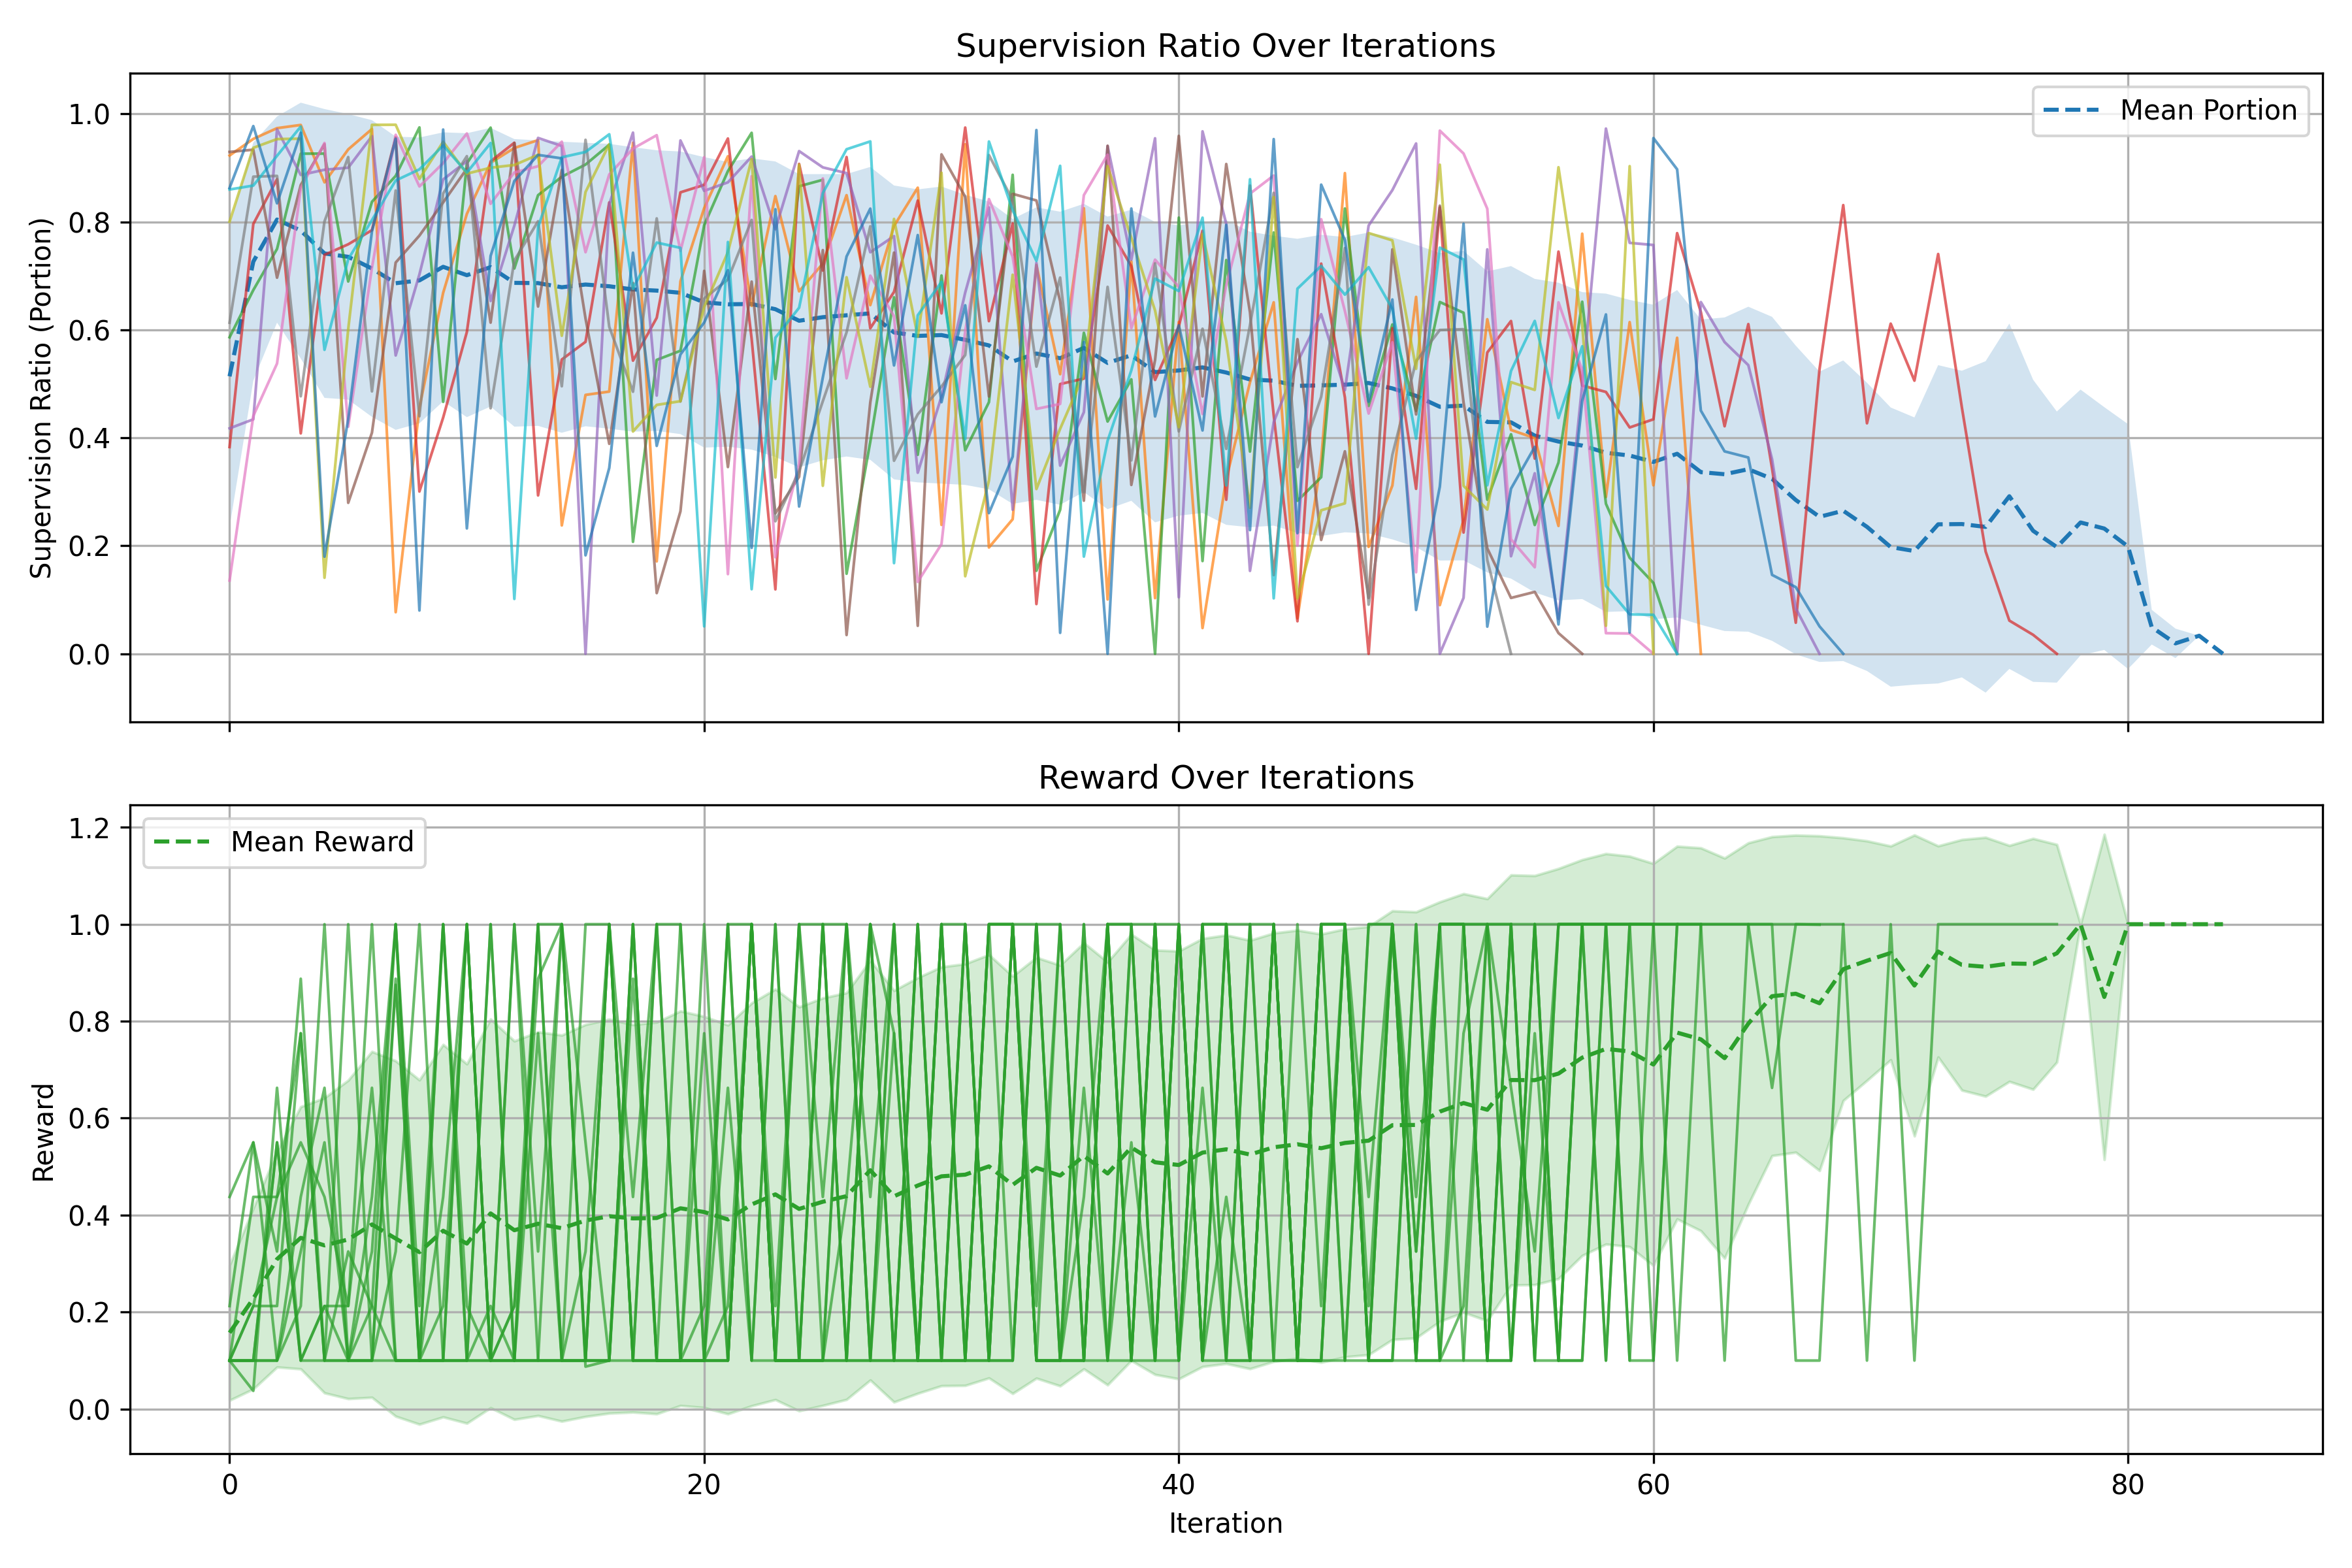 Supervision Ratio Over Iterations
Supervision Ratio (Portion)
1.0
0.8
0.6
0.4
0.2
0.0
Mean Portion
Reward Over Iterations
Reward
1.2
1.0
0.8
0.6
0.4
0.2
0.0
Mean Reward
0 20 40 60 80
Iteration